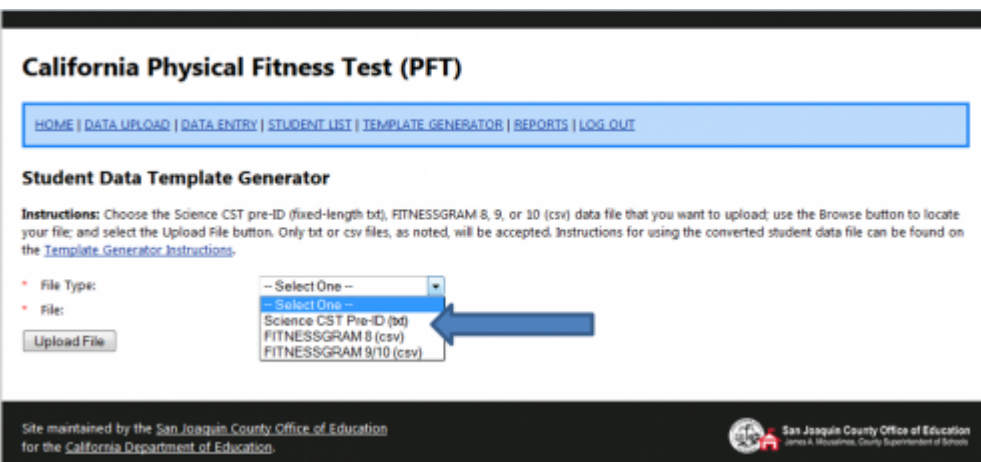 California Physical Fitness Test (PFT)
HOME | DATA UPLOAD | DATA ENTRY | STUDENT LIST | TEMPLATE GENERATOR | REPORTS | LOG OUT
Student Data Template Generator
Instructions: Choose the Science CST pre-ID (fixed-length txt), FITNESSGRAM 8, 9, or 10 (csv) data file that you want to upload; use the Browse button to locate
your file; and select the Upload File button. Only txt or csv files, as noted, will be accepted. Instructions for using the converted student data file can be found on
the Template Generator Instructions.
* File Type:
-- Select One --
-- Select One --
* File:
Science CST Pre-ID (txt)
FITNESSGRAM 8 (csv)
Upload File
FITNESSGRAM 9/10 (csv)
Site maintained by the San Joaquin County Office of Education
for the California Department of Education.
San Joaquin County Office of Education
James A. Mousalimas, County Superintendent of Schools